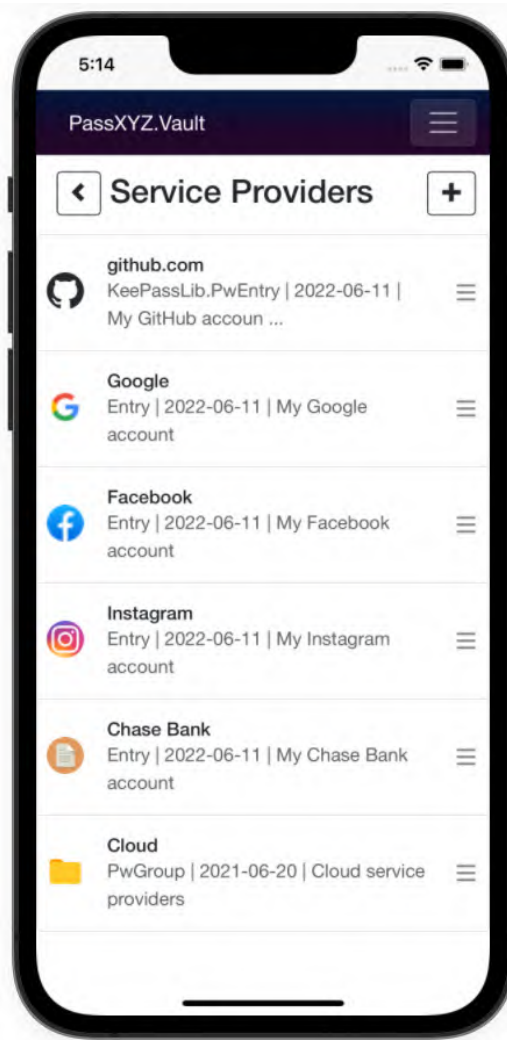 5:14
PassXYZ.Vault
Service Providers
github.com
KeePassLib.PwEntry | 2022-06-11 |
My GitHub accoun ...
Google
Entry | 2022-06-11 | My Google
account
Facebook
Entry | 2022-06-11 | My Facebook
account
Instagram
Entry | 2022-06-11 | My Instagram
account
Chase Bank
Entry | 2022-06-11 | My Chase Bank
account
Cloud
PwGroup | 2021-06-20 | Cloud service
providers